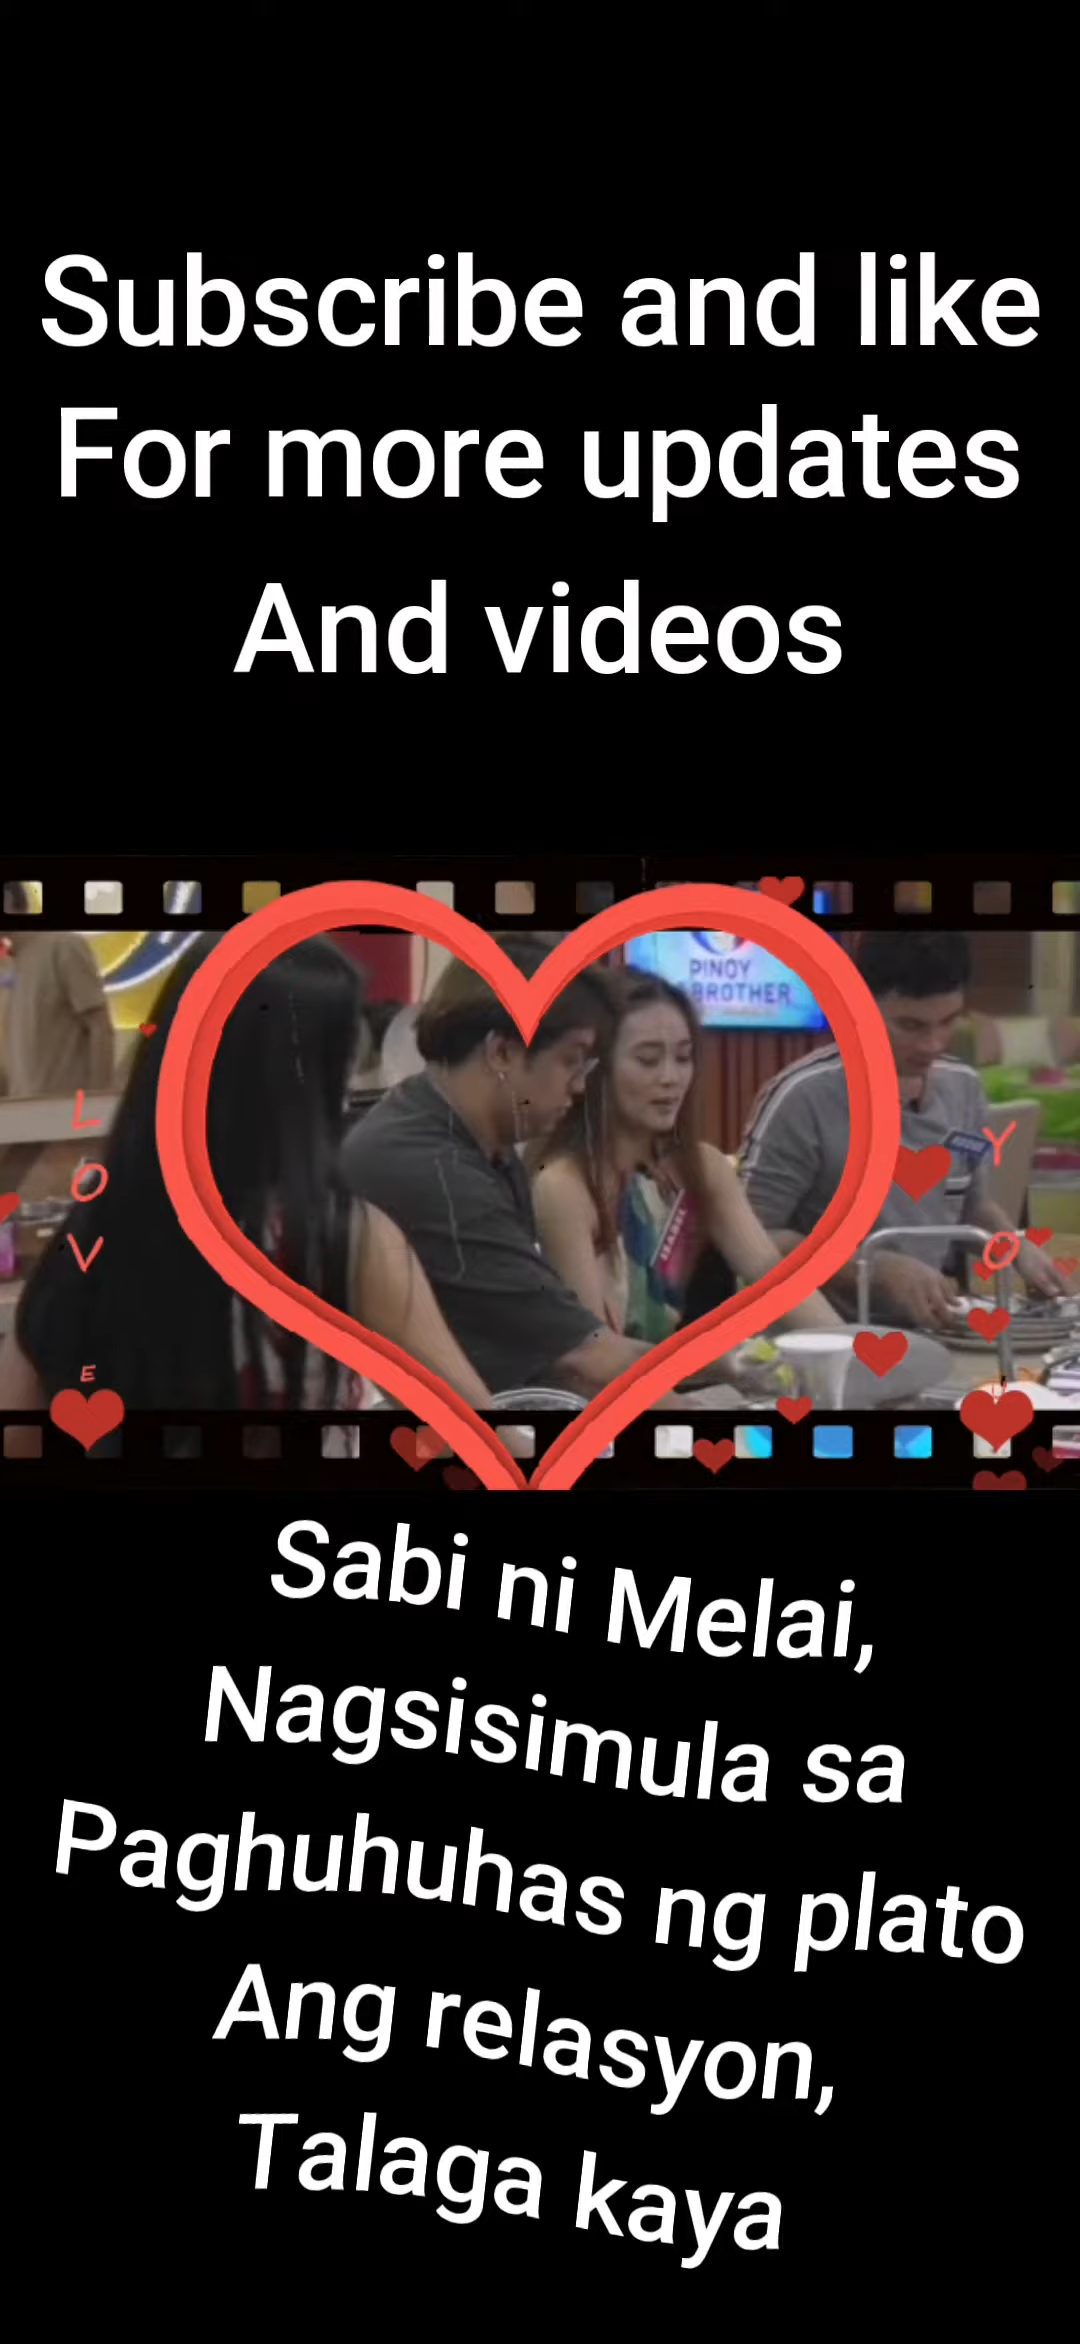 Subscribe and like
For more updates
And videos
PINOY
BROTHER
L
O
V
E
Y
O
ISABEL
Sabi ni Melai,
Nagsisimula sa
Paghuhuhas ng plato
Ang relasyon,
Talaga kaya